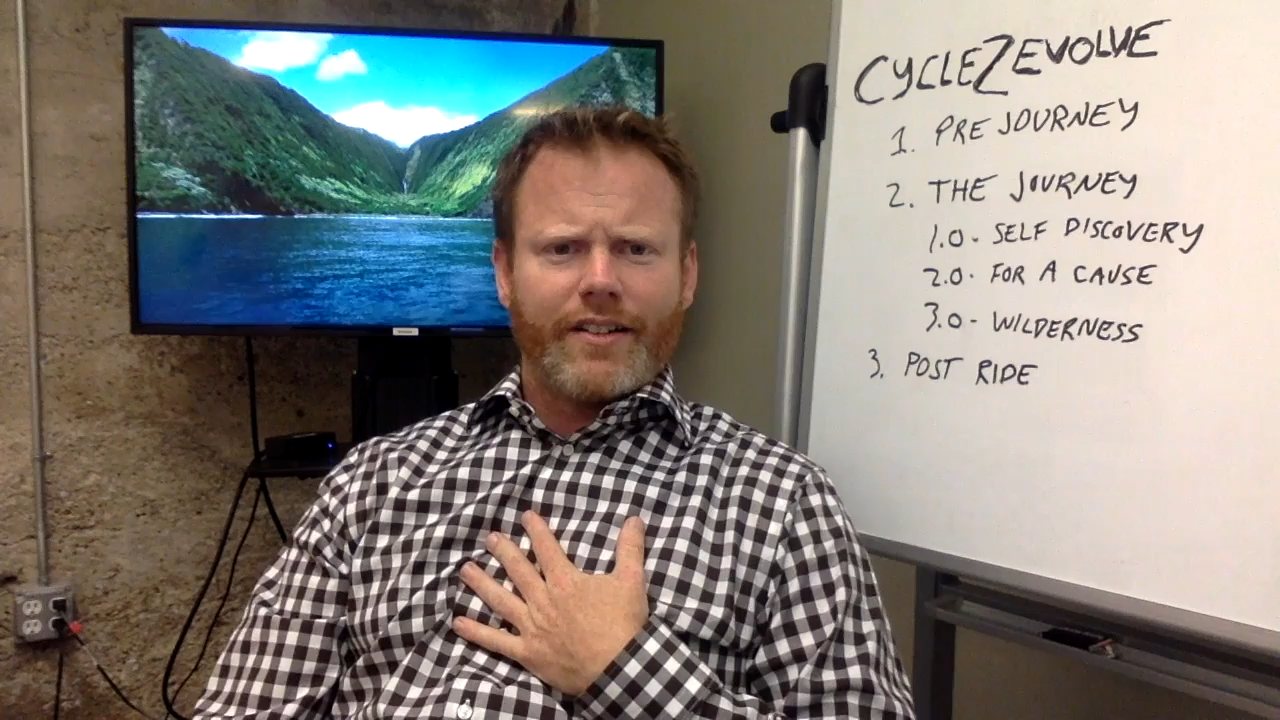 CYCLEZEVOLVE
1. PRE JOURNEY
2. THE JOURNEY
1.0 - SELF DISCOVERY
2.0 - FOR A CAUSE
3.0 - WILDERNESS
3. POST RIDE